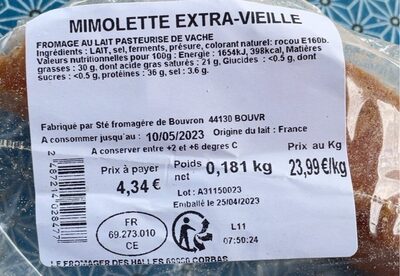 MIMOLETTE EXTRA-VIEILLE
FROMAGE AU LAIT PASTEURISE DE VACHE
Ingrédients : LAIT, sel, ferments, présure, colorant naturel: rocou E160b.
Valeurs nutritionnelles pour 100g : Energie : 1654kJ, 398kcal, Matières
grasses : 30 g, dont acide gras saturés : 21 g, Glucides : <0.5 g, dont
sucres : <0.5 g, protéines : 36 g, sel : 3.6 g.
Fabriqué par Sté fromagère de Bouvron 44130 BOUVR
A consommer jusqu'au : 10/05/2023 Origine du lait : France
A conserver entre +2 et +6 degres C
Prix à payer
4,34 €
Poids net 0,181 kg
Prix au Kg
23,99 €/kg
Lot : A31150023
Emballé le 25/04/2023
2 487214 028477
FR
69.273.010
CE
L11
07:50:24
LE FROMAGER DES HALLES 69960 CORBAS